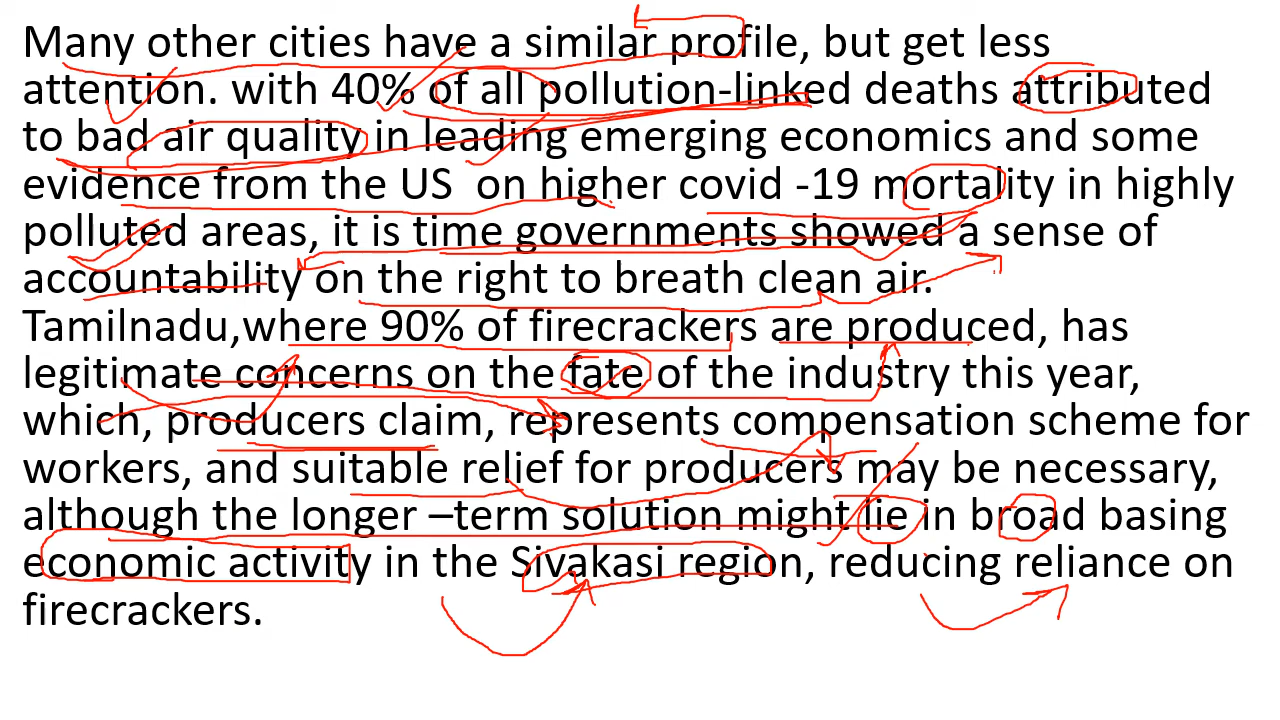 Many other cities have a similar profile, but get less
attention. with 40% of all pollution-linked deaths attributed
to bad air quality in leading emerging economics and some
evidence from the US on higher covid -19 mortality in highly
polluted areas, it is time governments showed a sense of
accountability on the right to breath clean air.
Tamilnadu,where 90% of firecrackers are produced, has
legitimate concerns on the fate of the industry this year,
which, producers claim, represents compensation scheme for
workers, and suitable relief for producers may be necessary,
although the longer –term solution might lie in broad basing
economic activity in the Sivakasi region, reducing reliance on
firecrackers.